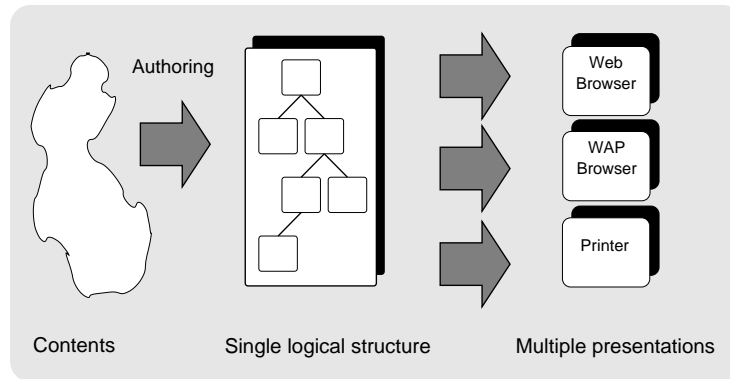 Authoring
Web
Browser
WAP
Browser
Printer
Contents
Single logical structure
Multiple presentations